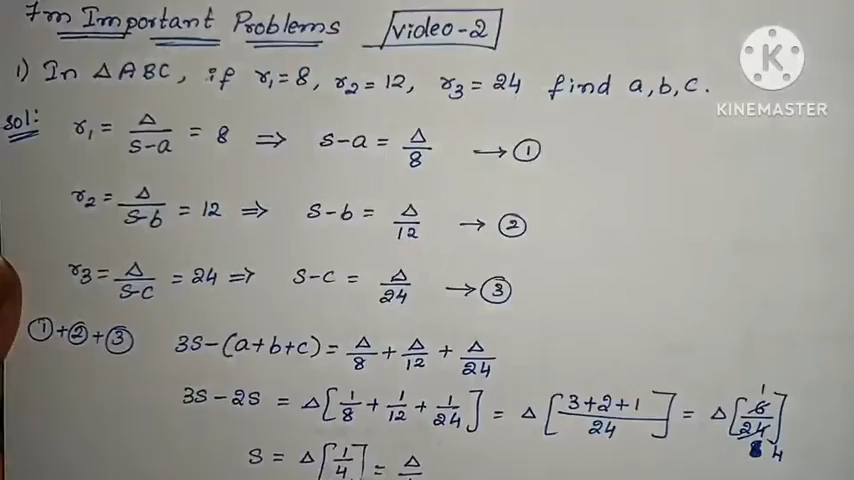 7m Important Problems video-2
1) In △ABC, if r₁=8, r₂=12, r₃=24 find a,b,c.
K
KINEMASTER
sol:
r₁ = Δ/(s-a) = 8 ⇒ s-a = Δ/8 → ①
r₂ = Δ/(s-b) = 12 ⇒ s-b = Δ/12 → ②
r₃ = Δ/(s-c) = 24 ⇒ s-c = Δ/24 → ③
①+②+③ 3s-(a+b+c) = Δ/8 + Δ/12 + Δ/24
3s-2s = Δ[1/8 + 1/12 + 1/24] = Δ[(3+2+1)/24] = Δ[6/24] 1 4
s = Δ[1/4] = Δ/